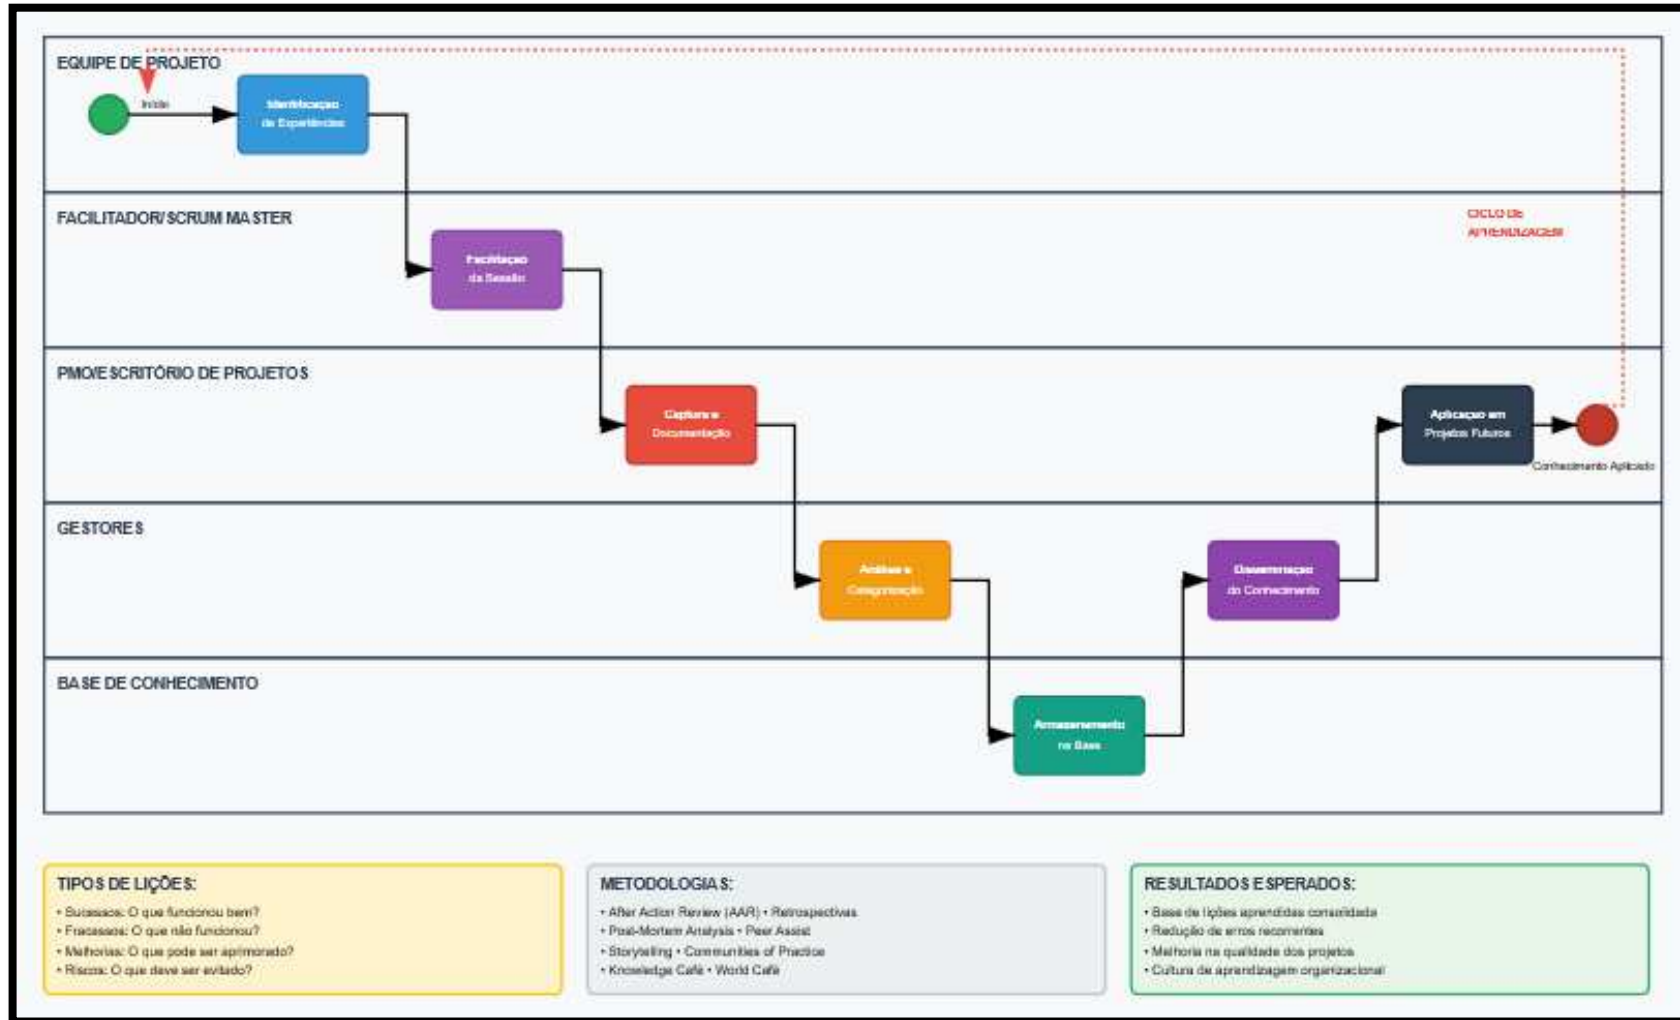 EQUIPE DE PROJETO
Início
Identificação
de Experiências
FACILITADOR/SCRUM MASTER
CICLO DE
APRENDIZAGEM
Facilitação
da Sessão
PMO/ESCRITÓRIO DE PROJETOS
Captura e
Documentação
Aplicação em
Projetos Futuros
Conhecimento Aplicado
GESTORES
Análise e
Categorização
Disseminação
do Conhecimento
BASE DE CONHECIMENTO
Armazenamento
na Base
TIPOS DE LIÇÕES:
• Sucessos: O que funcionou bem?
• Fracassos: O que não funcionou?
• Melhorias: O que pode ser aprimorado?
• Riscos: O que deve ser evitado?
METODOLOGIAS:
• After Action Review (AAR) • Retrospectivas
• Post-Mortem Analysis • Peer Assist
• Storytelling • Communities of Practice
• Knowledge Café • World Café
RESULTADOS ESPERADOS:
• Base de lições aprendidas consolidada
• Redução de erros recorrentes
• Melhoria na qualidade dos projetos
• Cultura de aprendizagem organizacional